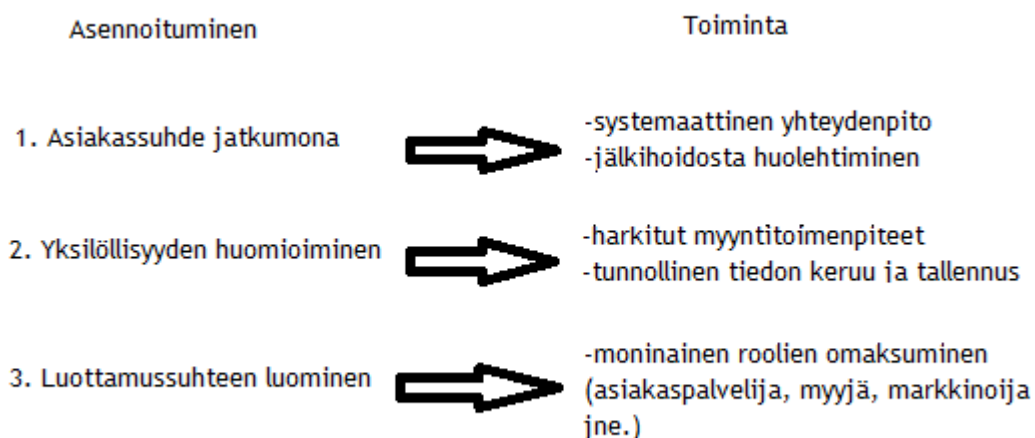 Asennoituminen
Toiminta
1. Asiakassuhde jatkumona
-systemaattinen yhteydenpito
-jälkihoidosta huolehtiminen
2. Yksilöllisyyden huomioiminen
-harkitut myyntitoimenpiteet
-tunnollinen tiedon keruu ja tallennus
3. Luottamussuhteen luominen
-moninainen roolien omaksuminen
(asiakaspalvelija, myyjä, markkinoija
jne.)